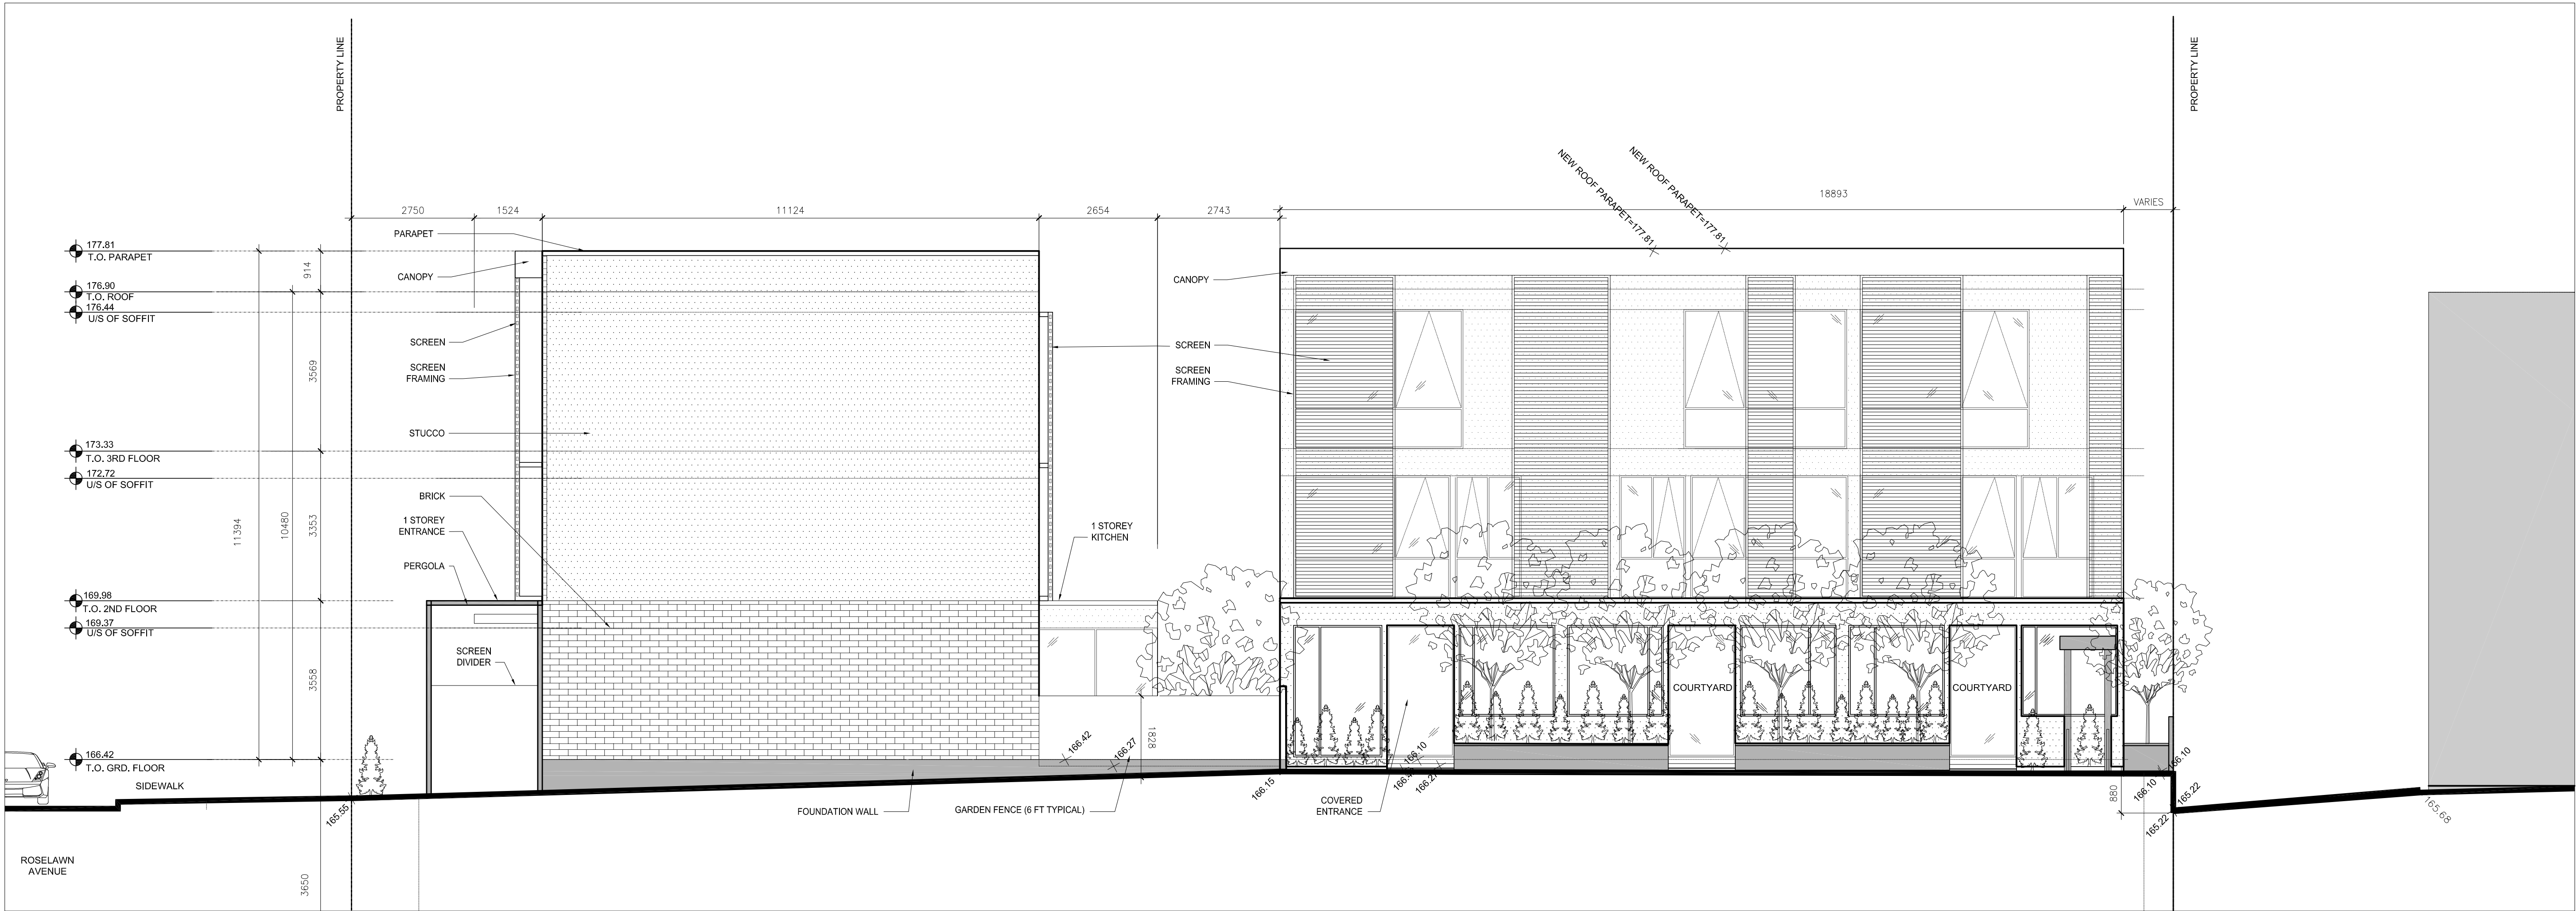 PROPERTY LINE
PROPERTY LINE
NEW ROOF PARAPET=177.81
NEW ROOF PARAPET=177.81
2750
1524
11124
2654
2743
18893
VARIES
PARAPET
CANOPY
SCREEN
SCREEN
FRAMING
STUCCO
BRICK
1 STOREY
ENTRANCE
PERGOLA
SCREEN
DIVIDER
177.81
T.O. PARAPET
176.90
T.O. ROOF
176.44
U/S OF SOFFIT
173.33
T.O. 3RD FLOOR
172.72
U/S OF SOFFIT
169.98
T.O. 2ND FLOOR
169.37
U/S OF SOFFIT
166.42
T.O. GRD. FLOOR
914
3569
3353
3558
3650
10480
11394
CANOPY
SCREEN
SCREEN
FRAMING
1 STOREY
KITCHEN
COURTYARD
COURTYARD
1828
166.42
166.27
166.10
166.27
166.15
166.10
166.10
165.22
165.22
880
165.68
165.55
SIDEWALK
FOUNDATION WALL
GARDEN FENCE (6 FT TYPICAL)
COVERED
ENTRANCE
ROSELAWN
AVENUE